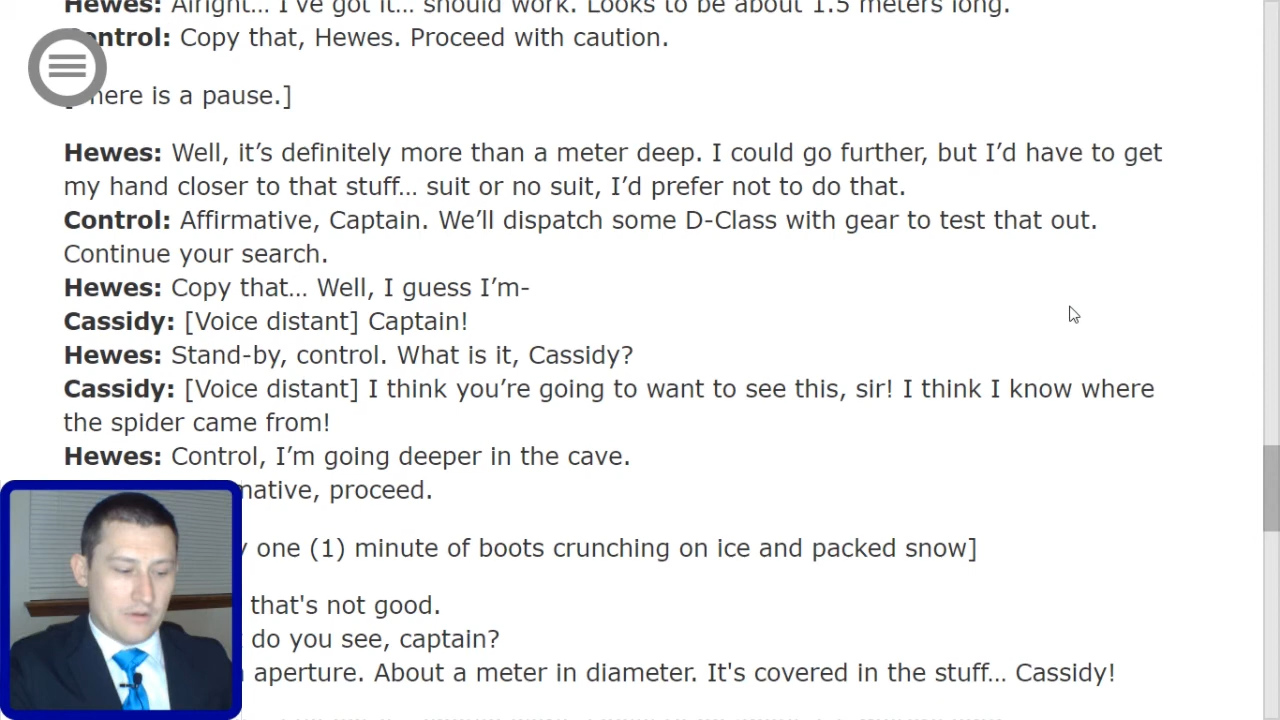 Hewes: Alright… I've got it… should work. Looks to be about 1.5 meters long.
Control: Copy that, Hewes. Proceed with caution.
here is a pause.]
Hewes: Well, it’s definitely more than a meter deep. I could go further, but I’d have to get
my hand closer to that stuff… suit or no suit, I’d prefer not to do that.
Control: Affirmative, Captain. We’ll dispatch some D-Class with gear to test that out.
Continue your search.
Hewes: Copy that… Well, I guess I’m-
Cassidy: [Voice distant] Captain!
Hewes: Stand-by, control. What is it, Cassidy?
Cassidy: [Voice distant] I think you’re going to want to see this, sir! I think I know where
the spider came from!
Hewes: Control, I’m going deeper in the cave.
mative, proceed.
one (1) minute of boots crunching on ice and packed snow]
that's not good.
do you see, captain?
aperture. About a meter in diameter. It's covered in the stuff… Cassidy!